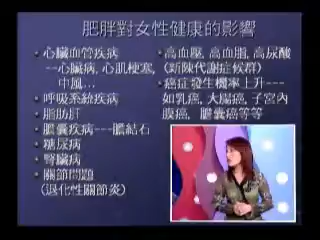 肥胖對女性健康的影響
• 心臟血管疾病
--心臟病, 心肌梗塞,
中風...
• 呼吸系統疾病
• 脂肪肝
• 膽囊疾病---膽結石
• 糖尿病
• 腎臟病
• 關節問題
(退化性關節炎)
• 高血壓, 高血脂, 高尿酸
(新陳代謝症候群)
• 癌症發生機率上升---
如乳癌, 大腸癌, 子宮內
膜癌, 膽囊癌等等